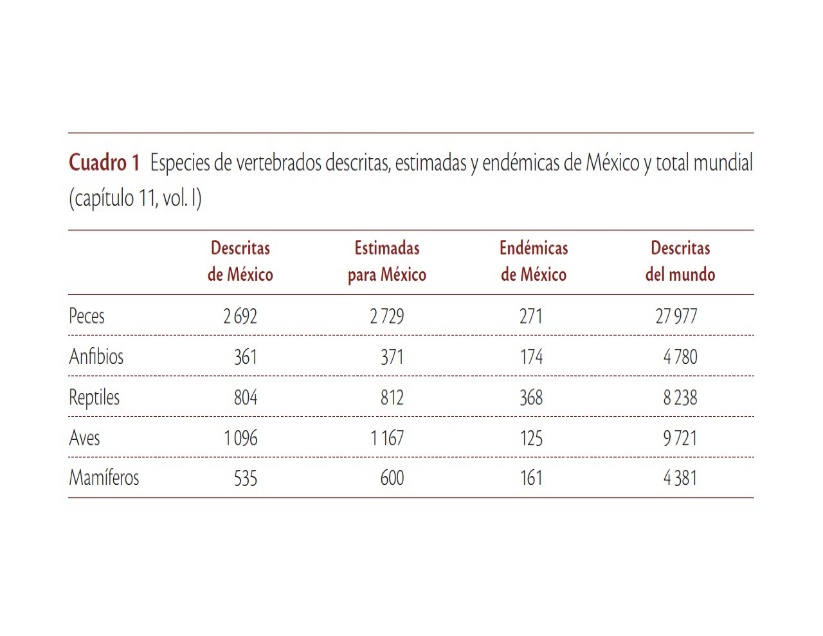 Cuadro 1 Especies de vertebrados descritas, estimadas y endémicas de México y total mundial
(capítulo 11, vol. I)
Descritas Estimadas Endémicas Descritas
de México para México de México del mundo
Peces 2 692 2 729 271 27 977
Anfibios 361 371 174 4 780
Reptiles 804 812 368 8 238
Aves 1 096 1 167 125 9 721
Mamíferos 535 600 161 4 381